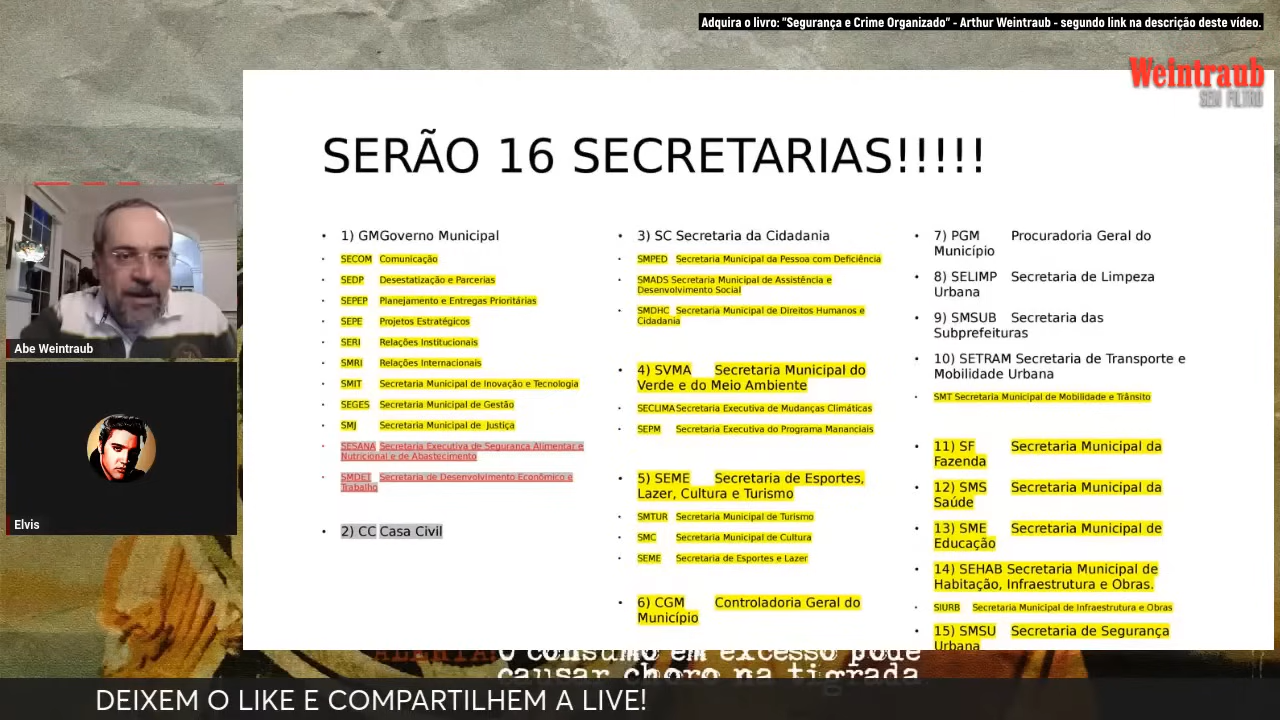 Adquira o livro: "Segurança e Crime Organizado" - Arthur Weintraub - segundo link na descrição deste vídeo.
Weintraub
SEM FILTRO
SERÃO 16 SECRETARIAS!!!!!
1) GMGoverno Municipal
SECOM Comunicação
SEDP Desestatização e Parcerias
SEPEP Planejamento e Entregas Prioritárias
SEPE Projetos Estratégicos
SERI Relações Institucionais
SMRI Relações Internacionais
SMIT Secretaria Municipal de Inovação e Tecnologia
SEGES Secretaria Municipal de Gestão
SMJ Secretaria Municipal de Justiça
SESANA Secretaria Executiva de Segurança Alimentar e
Nutricional e de Abastecimento
SMDET Secretaria de Desenvolvimento Econômico e
Trabalho
2) CC Casa Civil
3) SC Secretaria da Cidadania
SMPED Secretaria Municipal da Pessoa com Deficiência
SMADS Secretaria Municipal de Assistência e
Desenvolvimento Social
SMDHC Secretaria Municipal de Direitos Humanos e
Cidadania
4) SVMA Secretaria Municipal do
Verde e do Meio Ambiente
SECLIMASecretaria Executiva de Mudanças Climáticas
SEPM Secretaria Executiva do Programa Mananciais
5) SEME Secretaria de Esportes,
Lazer, Cultura e Turismo
SMTUR Secretaria Municipal de Turismo
SMC Secretaria Municipal de Cultura
SEME Secretaria de Esportes e Lazer
6) CGM Controladoria Geral do
Município
7) PGM Procuradoria Geral do
Município
8) SELIMP Secretaria de Limpeza
Urbana
9) SMSUB Secretaria das
Subprefeituras
10) SETRAM Secretaria de Transporte e
Mobilidade Urbana
SMT Secretaria Municipal de Mobilidade e Trânsito
11) SF Secretaria Municipal da
Fazenda
12) SMS Secretaria Municipal da
Saúde
13) SME Secretaria Municipal de
Educação
14) SEHAB Secretaria Municipal de
Habitação, Infraestrutura e Obras.
SIURB Secretaria Municipal de Infraestrutura e Obras
15) SMSU Secretaria de Segurança
Urbana
Abe Weintraub
Elvis
ALERTA: O consumo em excesso pode
causar choro na tigrada
DEIXEM O LIKE E COMPARTILHEM A LIVE!